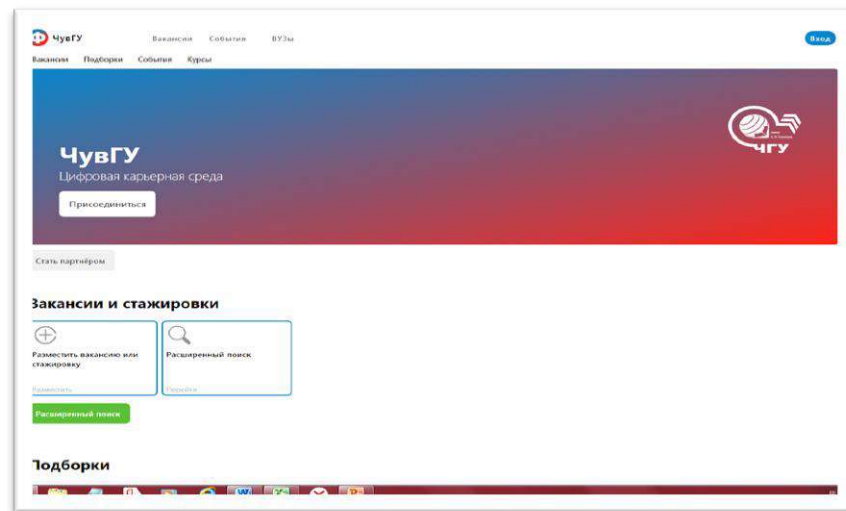 ЧувГУ Вакансии События ВУЗы Вход
Вакансии Подборки События Курсы
ЧувГУ
Цифровая карьерная среда
ЧГУ
Присоединиться
Стать партнёром
Вакансии и стажировки
Разместить вакансию или стажировку
Расширенный поиск
Разместить
Перейти
Расширенный поиск
Подборки